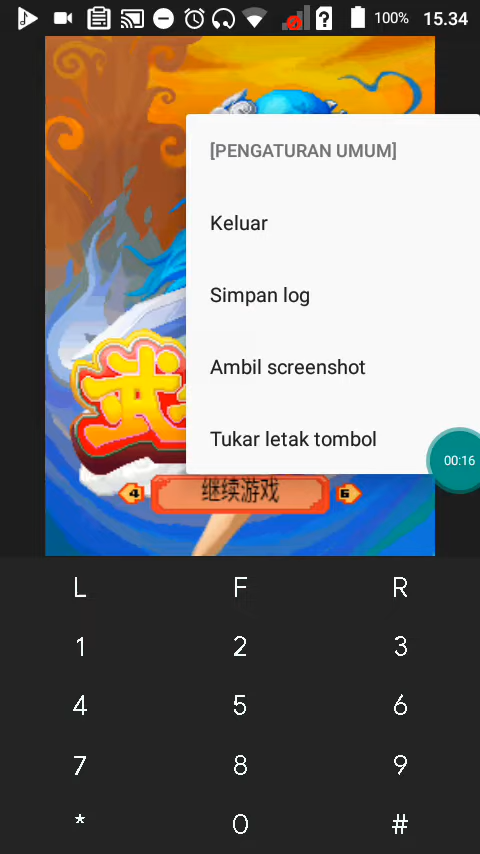 100% 15.34
[PENGATURAN UMUM]
Keluar
Simpan log
Ambil screenshot
Tukar letak tombol
00:16
武
4 继续游戏 6
L F R
1 2 3
4 5 6
7 8 9
* 0 #